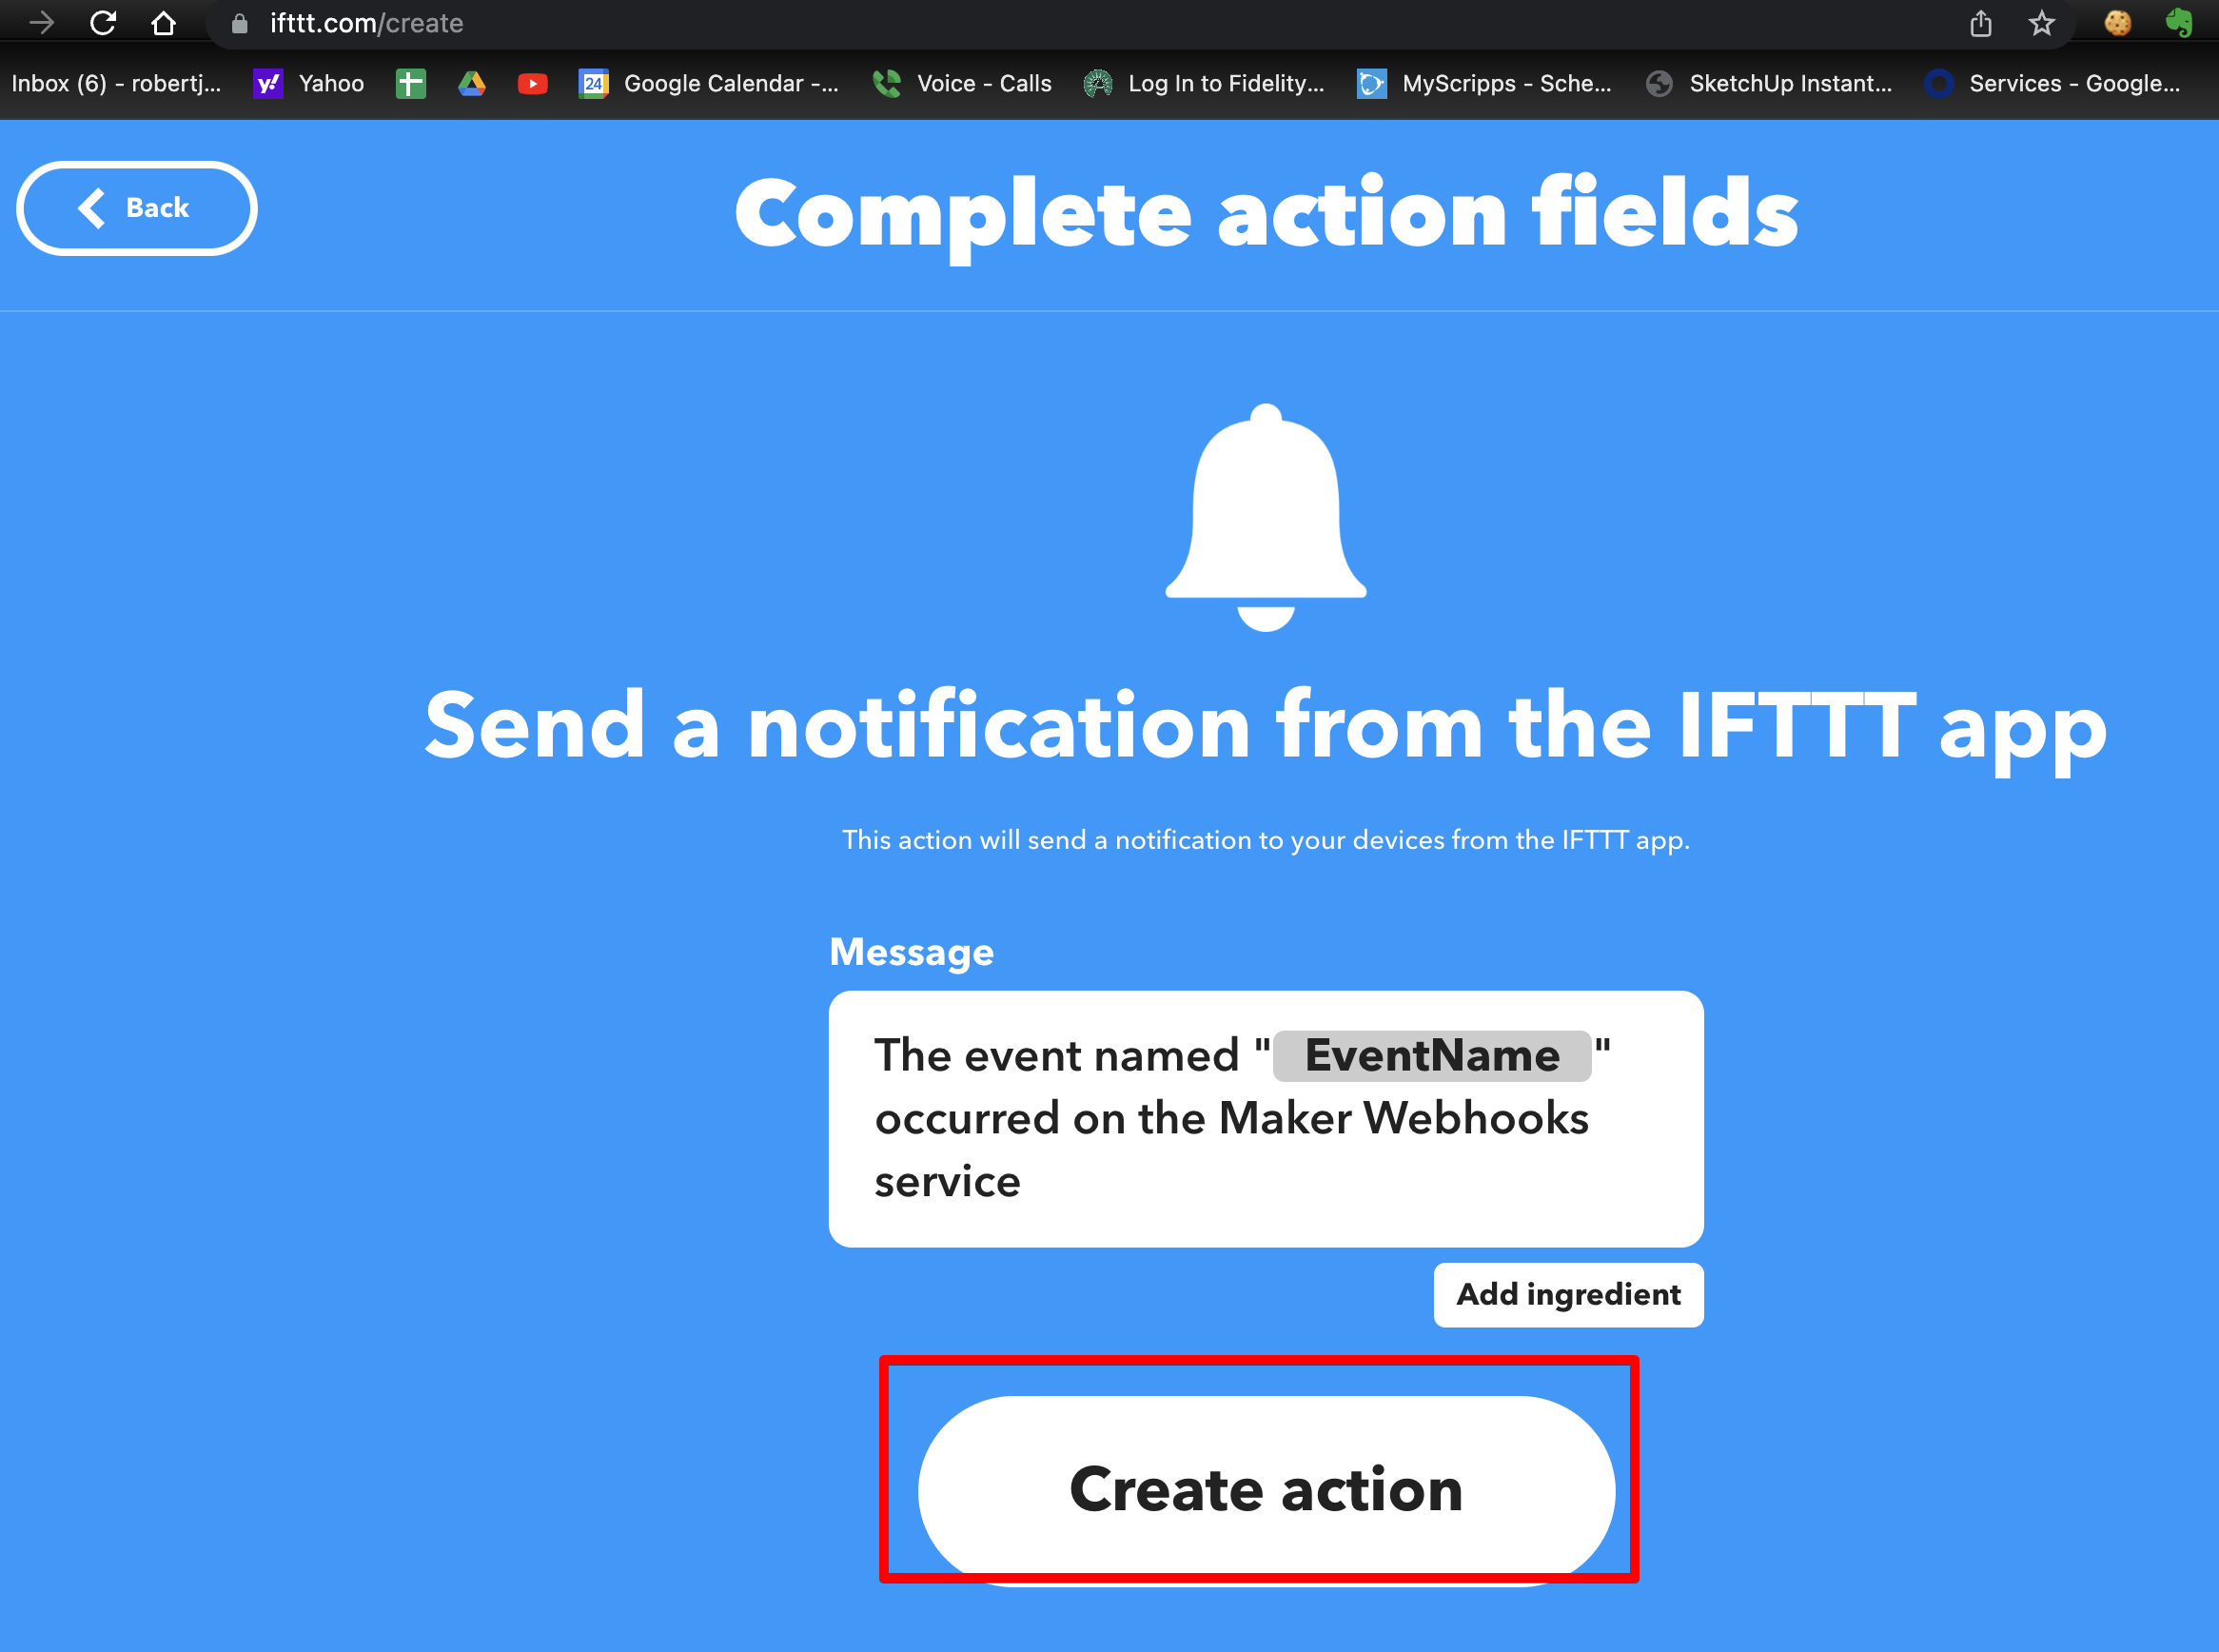 ifttt.com/create
Inbox (6) - robertj... y! Yahoo 24 Google Calendar -... Voice - Calls Log In to Fidelity... MyScripps - Sche... SketchUp Instant... Services - Google...
Back
Complete action fields
Send a notification from the IFTTT app
This action will send a notification to your devices from the IFTTT app.
Message
The event named " EventName "
occurred on the Maker Webhooks
service
Add ingredient
Create action